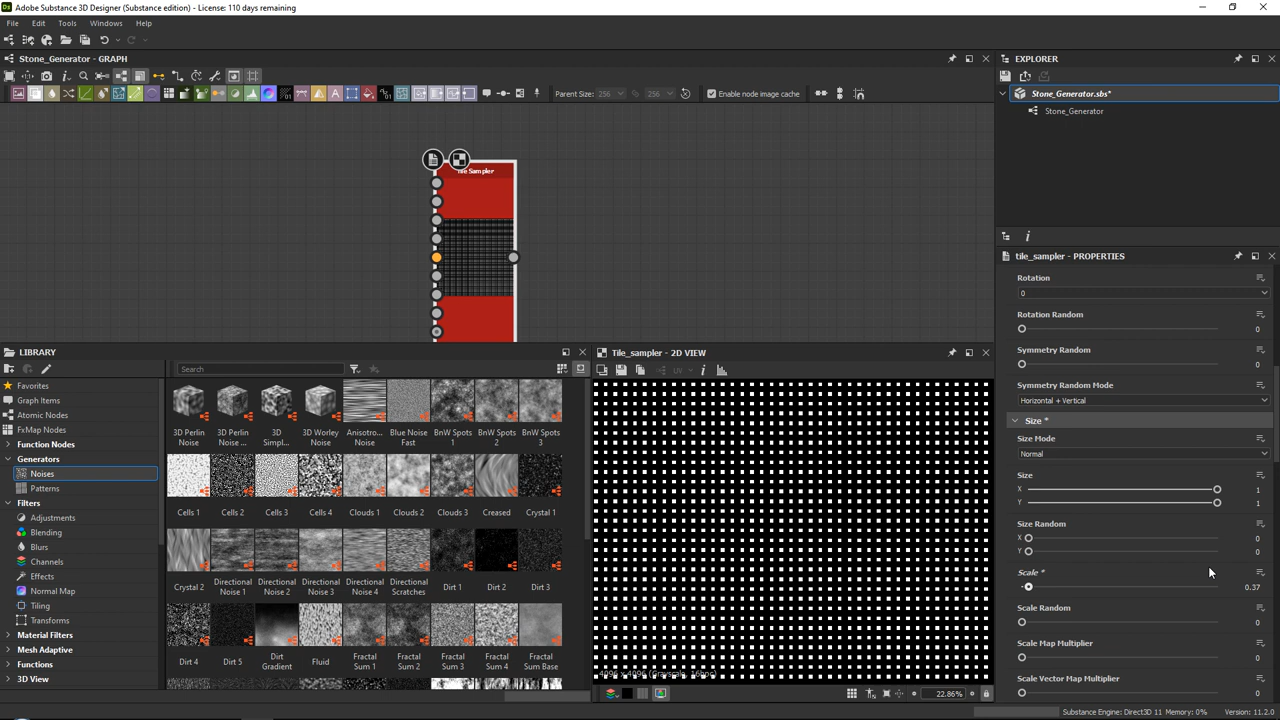 Adobe Substance 3D Designer (Substance edition) - License: 110 days remaining
File Edit Tools Windows Help
Stone_Generator - GRAPH
Parent Size: 256 256 Enable node image cache
Tile Sampler
EXPLORER
Stone_Generator.sbs*
Stone_Generator
tile_sampler - PROPERTIES
Rotation
0
Rotation Random
0
Symmetry Random
0
Symmetry Random Mode
Horizontal + Vertical
Size *
Size Mode
Normal
Size
X 1
Y 1
Size Random
X 0
Y 0
Scale *
0.37
Scale Random
0
Scale Map Multiplier
0
Scale Vector Map Multiplier
0
LIBRARY
Search
Favorites
Graph Items
Atomic Nodes
FxMap Nodes
Function Nodes
Generators
Noises
Patterns
Filters
Adjustments
Blending
Blurs
Channels
Effects
Normal Map
Tiling
Transforms
Material Filters
Mesh Adaptive
Functions
3D View
3D Perlin Noise
3D Perlin Noise ...
3D Simpl...
3D Worley Noise
Anisotro... Noise
Blue Noise Fast
BnW Spots 1
BnW Spots 2
BnW Spots 3
Cells 1
Cells 2
Cells 3
Cells 4
Clouds 1
Clouds 2
Clouds 3
Creased
Crystal 1
Crystal 2
Directional Noise 1
Directional Noise 2
Directional Noise 3
Directional Noise 4
Directional Scratches
Dirt 1
Dirt 2
Dirt 3
Dirt 4
Dirt 5
Dirt Gradient
Fluid
Fractal Sum 1
Fractal Sum 2
Fractal Sum 3
Fractal Sum 4
Fractal Sum Base
Tile_sampler - 2D VIEW
UV
4096 x 4096 (Grayscale, 16bpc)
22.86%
Substance Engine: Direct3D 11 Memory: 0% Version: 11.2.0